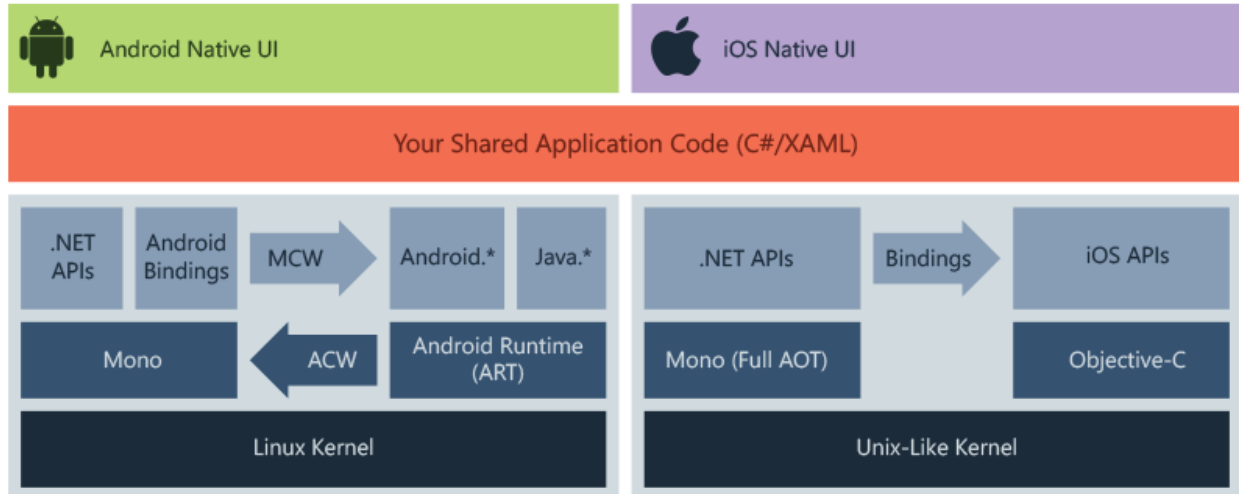 Android Native UI
iOS Native UI
Your Shared Application Code (C#/XAML)
.NET
APIs
Android
Bindings
MCW
Android.*
Java.*
Mono
ACW
Android Runtime
(ART)
Linux Kernel
.NET APIs
Bindings
iOS APIs
Mono (Full AOT)
Objective-C
Unix-Like Kernel